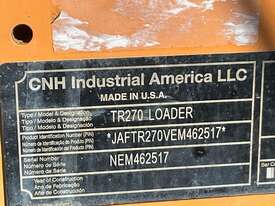 CNH Industrial America LLC
MADE IN U.S.A.
Type / Model & Designation
Tipo / Modelo & Designación TR270 LOADER
Tipo / Modelo e Designação
Product Identification Number (PIN)
Número de Identificación de Producto (PIN) *JAFTR270VEM462517*
Número de Identificação do Produto (PIN)
Serial Number
Número de Serie NEM462517
Número de Série
Year of Construction
Año de Fabricación
Ano de Construção